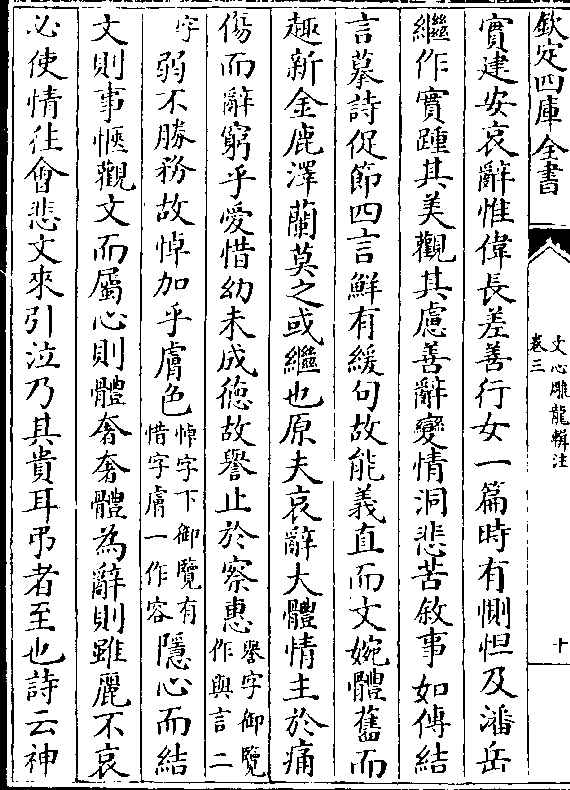 欽定四庫全書
文心雕龍輯注
卷三
十
實建安哀辭惟偉長差善行女一篇時有惻怛及潘岳
繼作實踵其美觀其慮善辭變情洞悲苦敘事如傳結
言摹詩促節四言鮮有緩句故能義直而文婉體舊而
趣新金鹿澤蘭莫之或繼也原夫哀辭大體情主於痛
傷而辭窮乎愛惜幼未成德故譽止於察惠譽字御覽作與言二
字弱不勝務故悼加乎膚色悼字下御覽有惜字膚一作容隱心而結
文則事愜觀文而屬心則體奢奢體為辭則雖麗不哀
必使情往會悲文來引泣乃其貴耳弔者至也詩云神